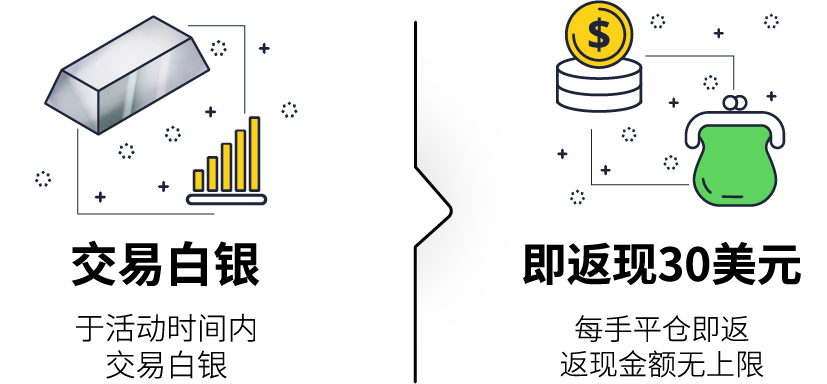 $
交易白银
于活动时间内
交易白银
即返现30美元
每手平仓即返
返现金额无上限